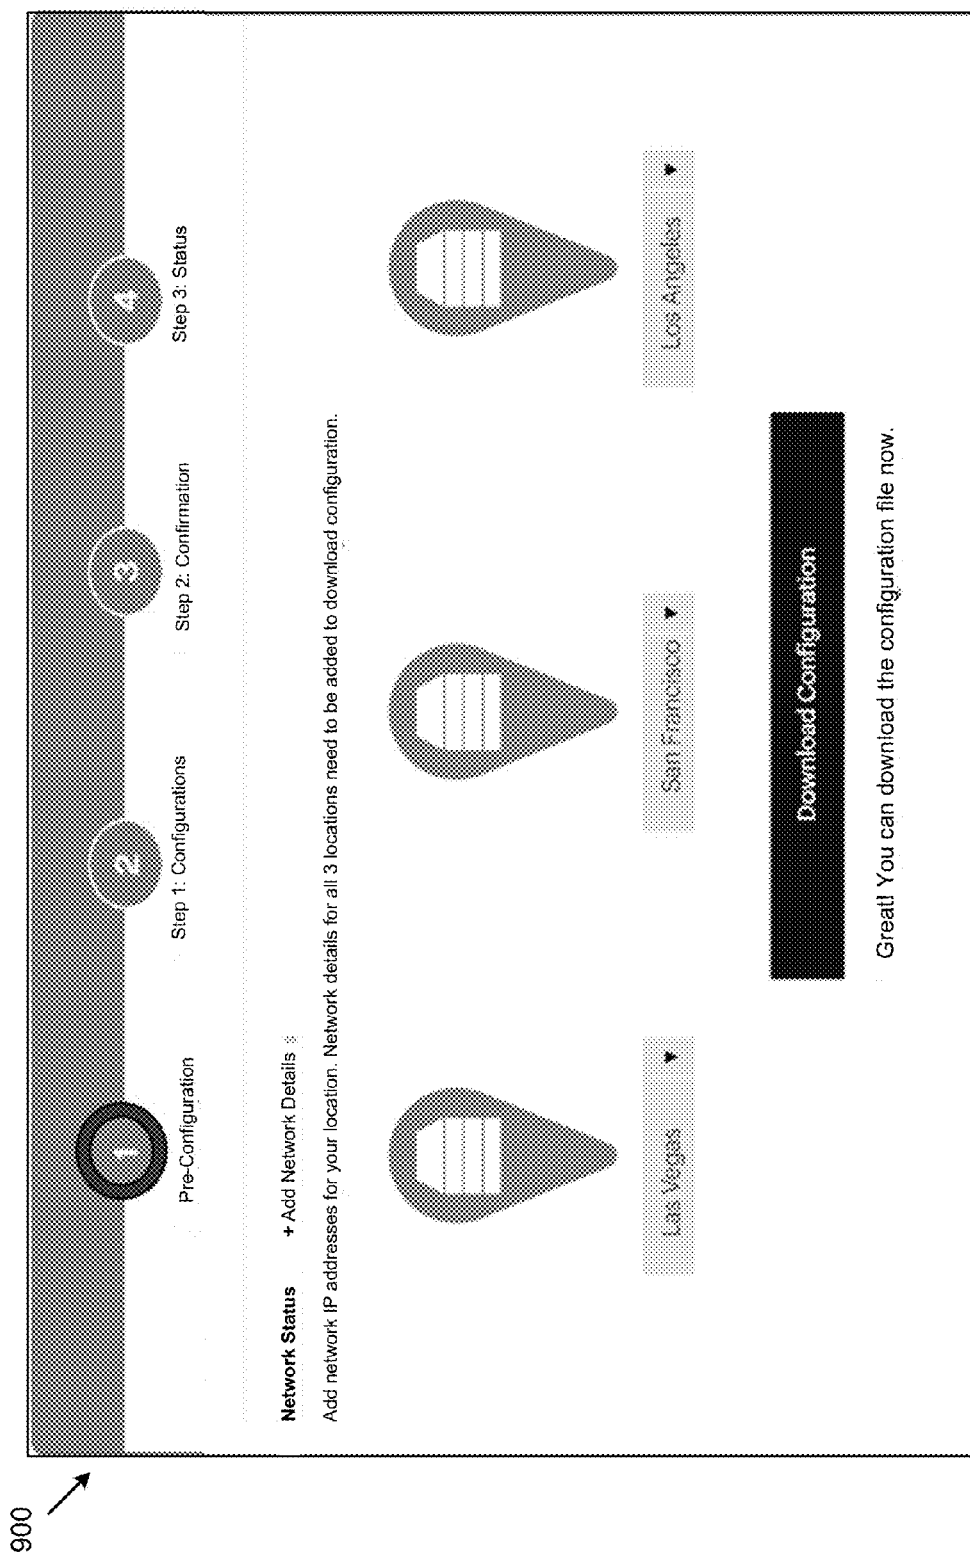 900
1 2 3 4
Pre-Configuration Step 1: Configurations Step 2: Confirmation Step 3: Status
Network Status + Add Network Details
Add network IP addresses for your location. Network details for all 3 locations need to be added to download configuration.
Las Vegas San Francisco Los Angeles
Download Configuration
Great! You can download the configuration file now.